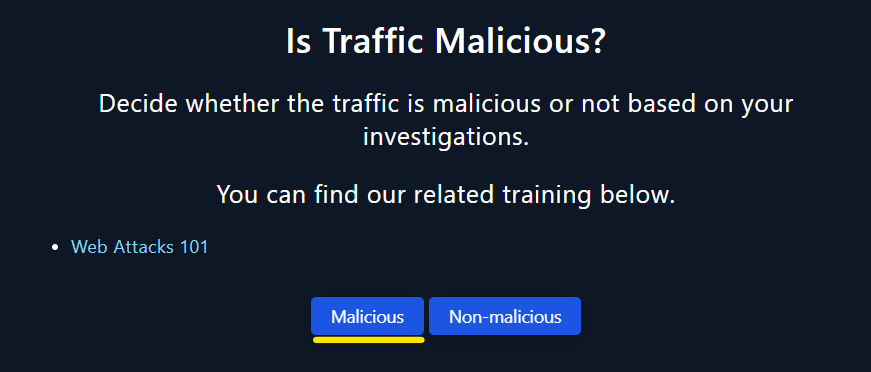 Is Traffic Malicious?
Decide whether the traffic is malicious or not based on your
investigations.
You can find our related training below.
• Web Attacks 101
Malicious Non-malicious